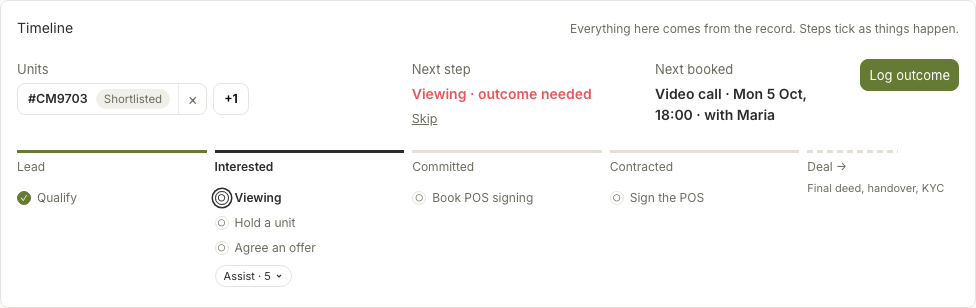 Timeline
Everything here comes from the record. Steps tick as things happen.
Units
#CM9703 Shortlisted ×
+1
Next step
Viewing · outcome needed
Skip
Next booked
Video call · Mon 5 Oct,
18:00 · with Maria
Log outcome
Lead
Qualify
Interested
Viewing
Hold a unit
Agree an offer
Assist · 5
Committed
Book POS signing
Contracted
Sign the POS
Deal →
Final deed, handover, KYC